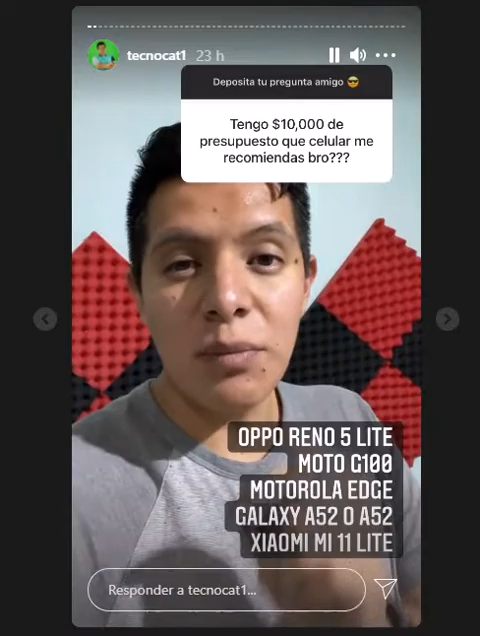 tecnocat1 23 h
Deposita tu pregunta amigo 😎
Tengo $10,000 de
presupuesto que celular me
recomiendas bro???
OPPO RENO 5 LITE
MOTO G100
MOTOROLA EDGE
GALAXY A52 O A52
XIAOMI MI 11 LITE
Responder a tecnocat1...